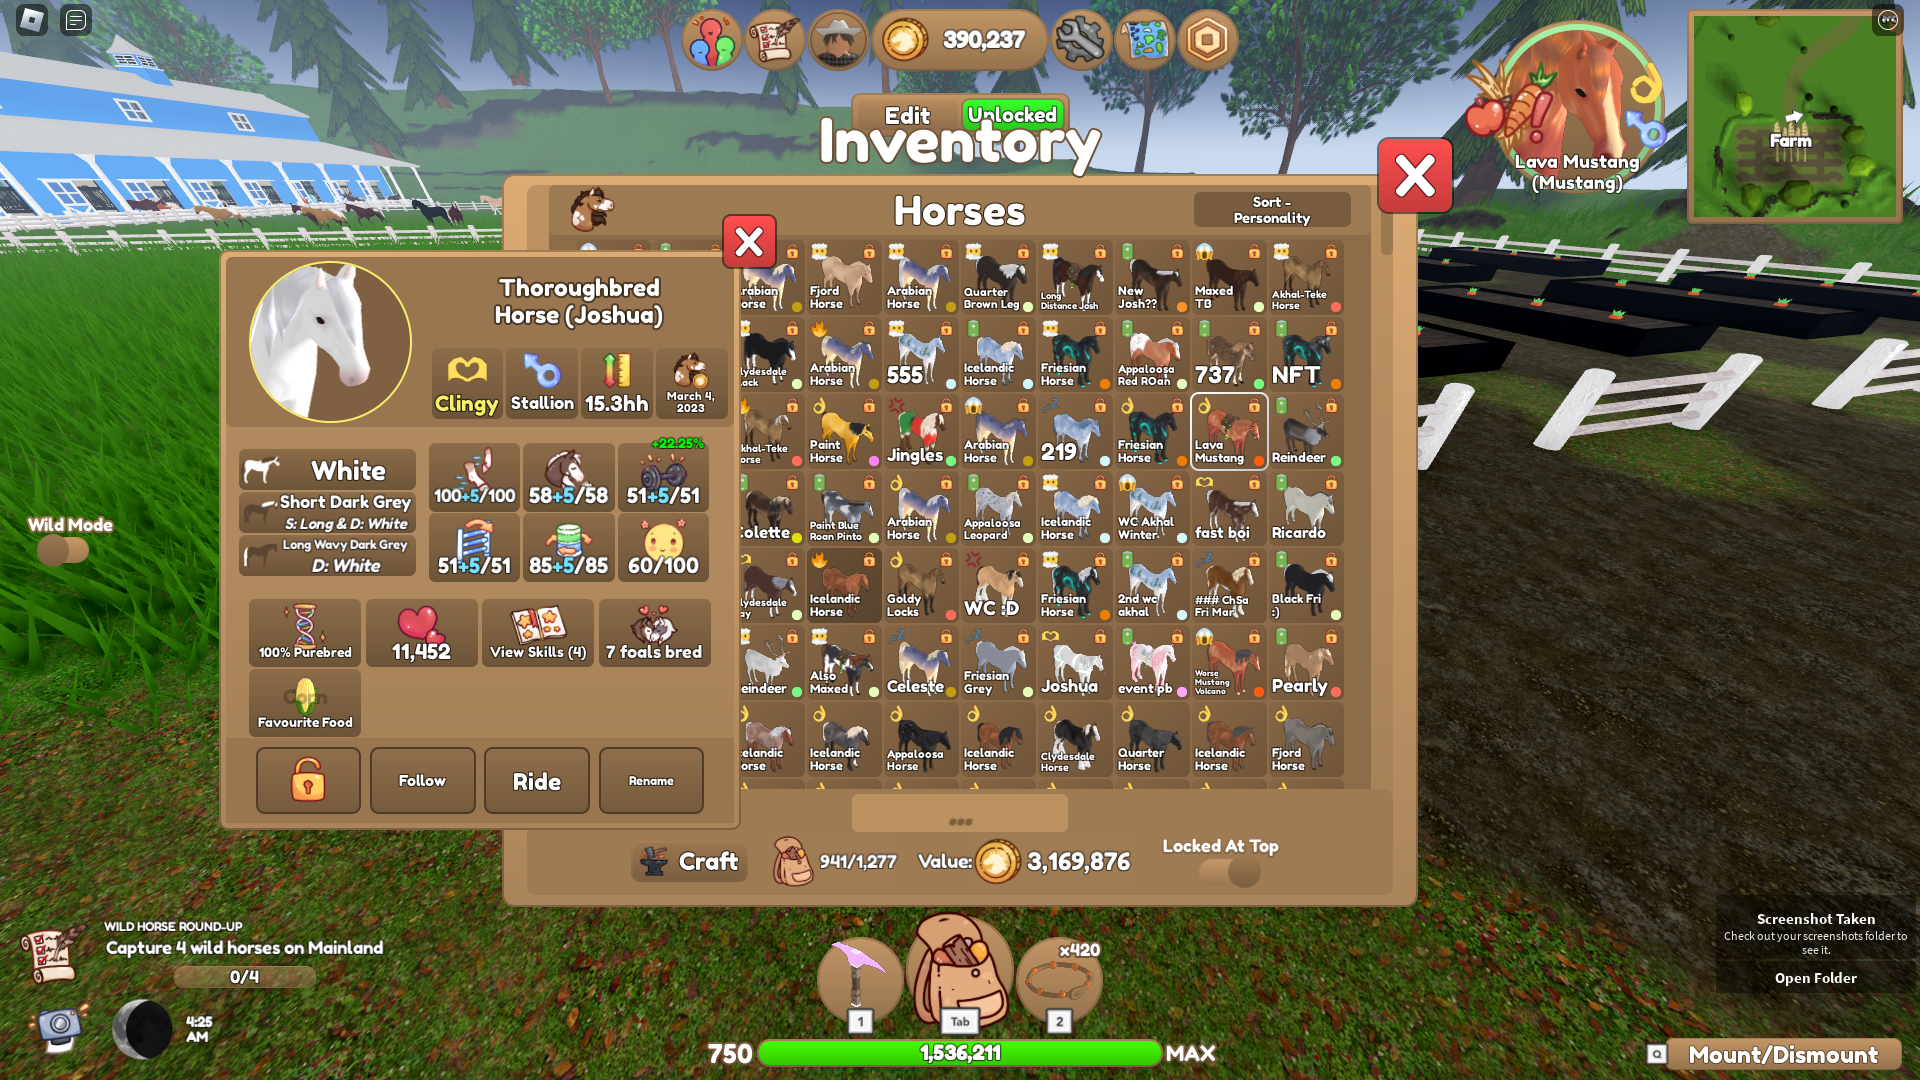 390,237
Edit
Unlocked
Inventory
Lava Mustang
(Mustang)
Farm
Horses
Sort -
Personality
Thoroughbred
Horse (Joshua)
Clingy
Stallion
15.3hh
March 4,
2023
+22.25%
White
100+5/100
58+5/58
51+5/51
Short Dark Grey
S: Long & D: White
Long Wavy Dark Grey
D: White
51+5/51
85+5/85
60/100
100% Purebred
11,452
View Skills (4)
7 foals bred
Corn
Favourite Food
Follow
Ride
Rename
Fjord
Horse
Arabian
Horse
Quarter
Brown Leg
Long
Distance Josh
New
Josh??
Maxed
TB
Akhal-Teke
Horse
Arabian
Horse
555
Icelandic
Horse
Friesian
Horse
Appaloosa
Red ROah
737
NFT
Paint
Horse
Jingles
Arabian
Horse
219
Friesian
Horse
Lava
Mustang
Reindeer
Paint Blue
Roan Pinto
Arabian
Horse
Appaloosa
Leopard
Icelandic
Horse
WC Akhal
Winter
fast boi
Ricardo
Icelandic
Horse
Goldy
Locks
WC :D
Friesian
Horse
2nd wc
akhal
### ChSa
Fri Mar
Black Fri
:)
Also
Maxed
Celeste
Friesian
Grey
Joshua
event pb
Worse
Mustang
Volcano
Pearly
Icelandic
Horse
Appaloosa
Horse
Icelandic
Horse
Clydesdale
Horse
Quarter
Horse
Icelandic
Horse
Fjord
Horse
Craft
941/1,277
Value:
3,169,876
Locked At Top
Wild Mode
WILD HORSE ROUND-UP
Capture 4 wild horses on Mainland
0/4
4:25
AM
x420
1
Tab
2
750
1,536,211
MAX
Screenshot Taken
Check out your screenshots folder to
see it.
Open Folder
Q
Mount/Dismount